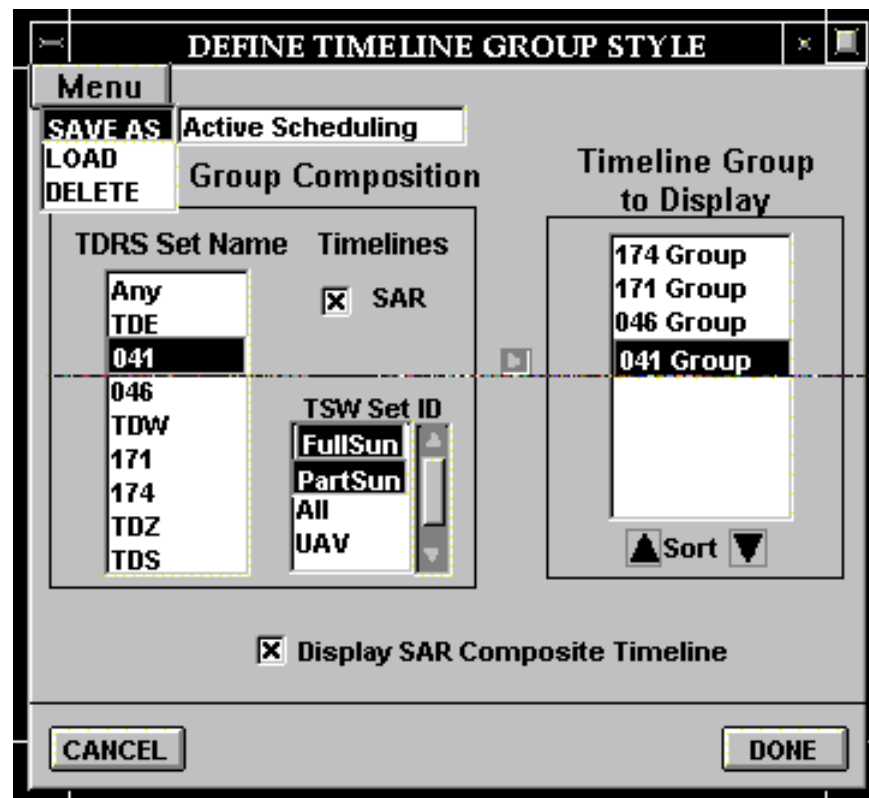 DEFINE TIMELINE GROUP STYLE
Menu
SAVE AS
LOAD
DELETE
Active Scheduling
Group Composition
TDRS Set Name
Any
TDE
041
046
TDW
171
174
TDZ
TDS
Timelines
SAR
TSW Set ID
FullSun
PartSun
All
UAV
Timeline Group
to Display
174 Group
171 Group
046 Group
041 Group
Sort
Display SAR Composite Timeline
CANCEL
DONE